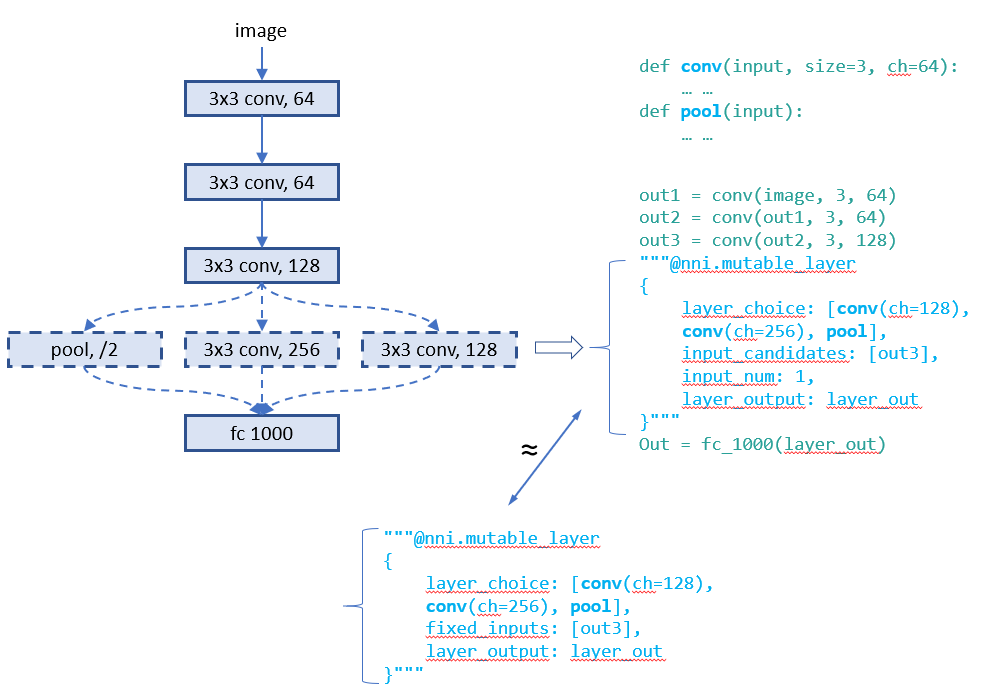 image
3x3 conv, 64
3x3 conv, 64
3x3 conv, 128
pool, /2
3x3 conv, 256
3x3 conv, 128
fc 1000
def conv(input, size=3, ch=64):
… …
def pool(input):
… …
out1 = conv(image, 3, 64)
out2 = conv(out1, 3, 64)
out3 = conv(out2, 3, 128)
"""@nni.mutable_layer
{
layer_choice: [conv(ch=128),
conv(ch=256), pool],
input_candidates: [out3],
input_num: 1,
layer_output: layer_out
}"""
Out = fc_1000(layer_out)
≈
"""@nni.mutable_layer
{
layer_choice: [conv(ch=128),
conv(ch=256), pool],
fixed_inputs: [out3],
layer_output: layer_out
}"""